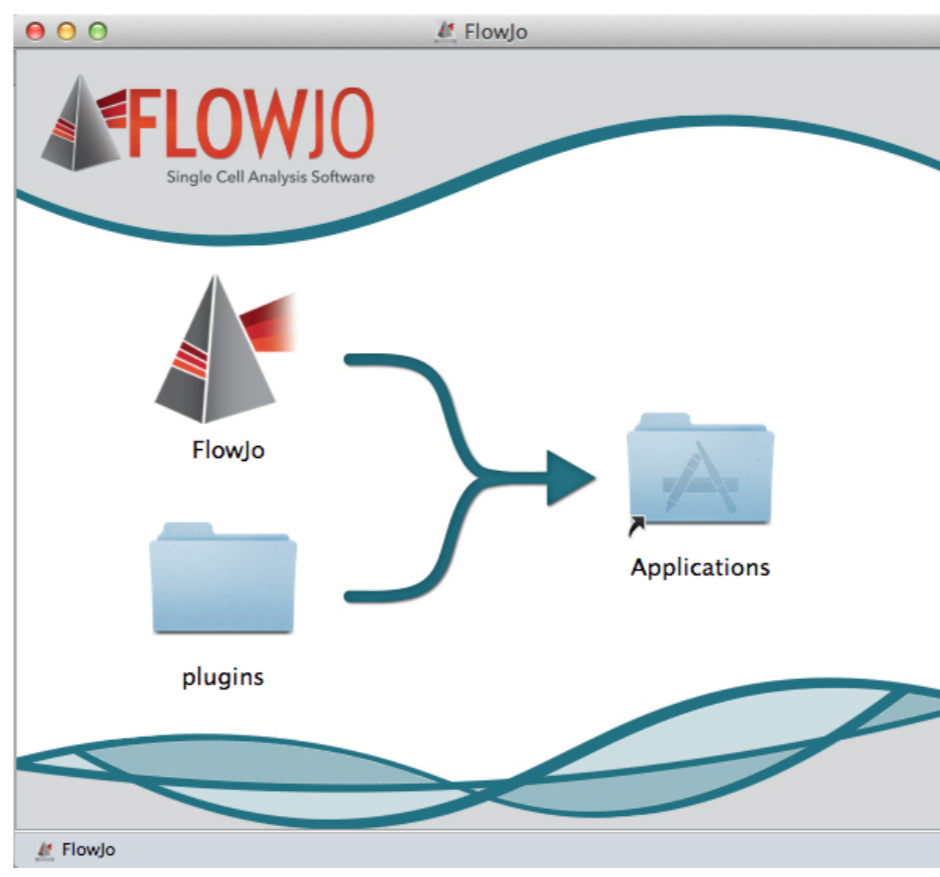 FlowJo
FLOWJO
Single Cell Analysis Software
FlowJo
plugins
Applications
FlowJo